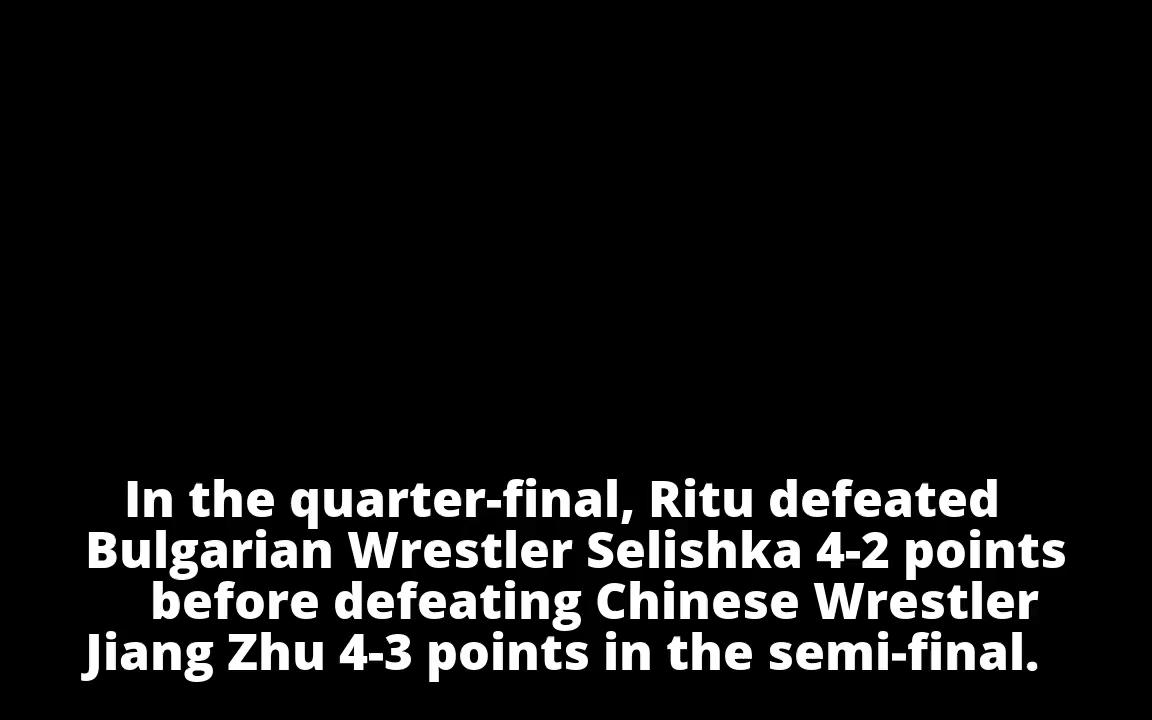 In the quarter-final, Ritu defeated
Bulgarian Wrestler Selishka 4-2 points
before defeating Chinese Wrestler
Jiang Zhu 4-3 points in the semi-final.